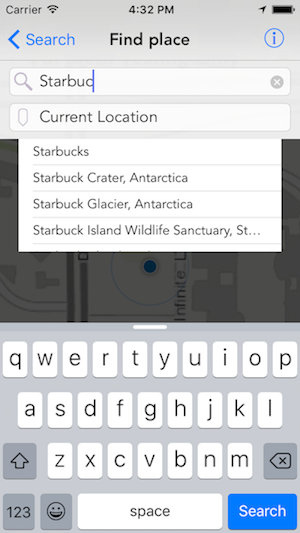 Carrier 4:32 PM
Search Find place
Starbuc
Current Location
Starbucks
Starbuck Crater, Antarctica
Starbuck Glacier, Antarctica
Starbuck Island Wildlife Sanctuary, St...
Infinite L
q w e r t y u i o p
a s d f g h j k l
z x c v b n m
123 space Search